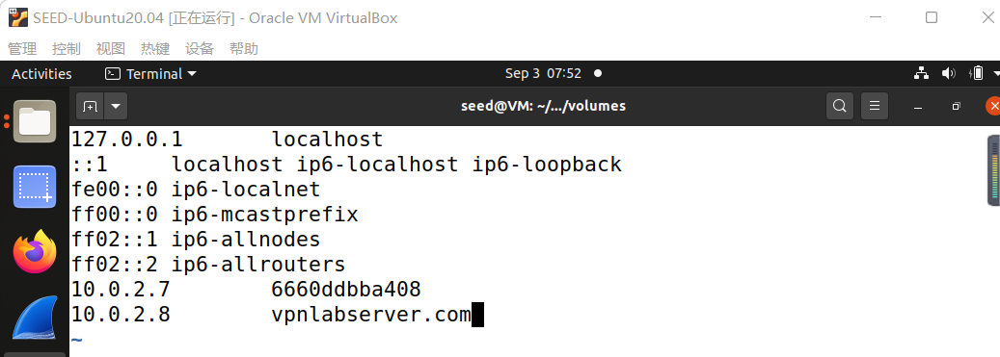 SEED-Ubuntu20.04 [正在运行] - Oracle VM VirtualBox
管理 控制 视图 热键 设备 帮助
Activities Terminal Sep 3 07:52
seed@VM: ~/.../volumes
127.0.0.1 localhost
::1 localhost ip6-localhost ip6-loopback
fe00::0 ip6-localnet
ff00::0 ip6-mcastprefix
ff02::1 ip6-allnodes
ff02::2 ip6-allrouters
10.0.2.7 6660ddbba408
10.0.2.8 vpnlabserver.com
~